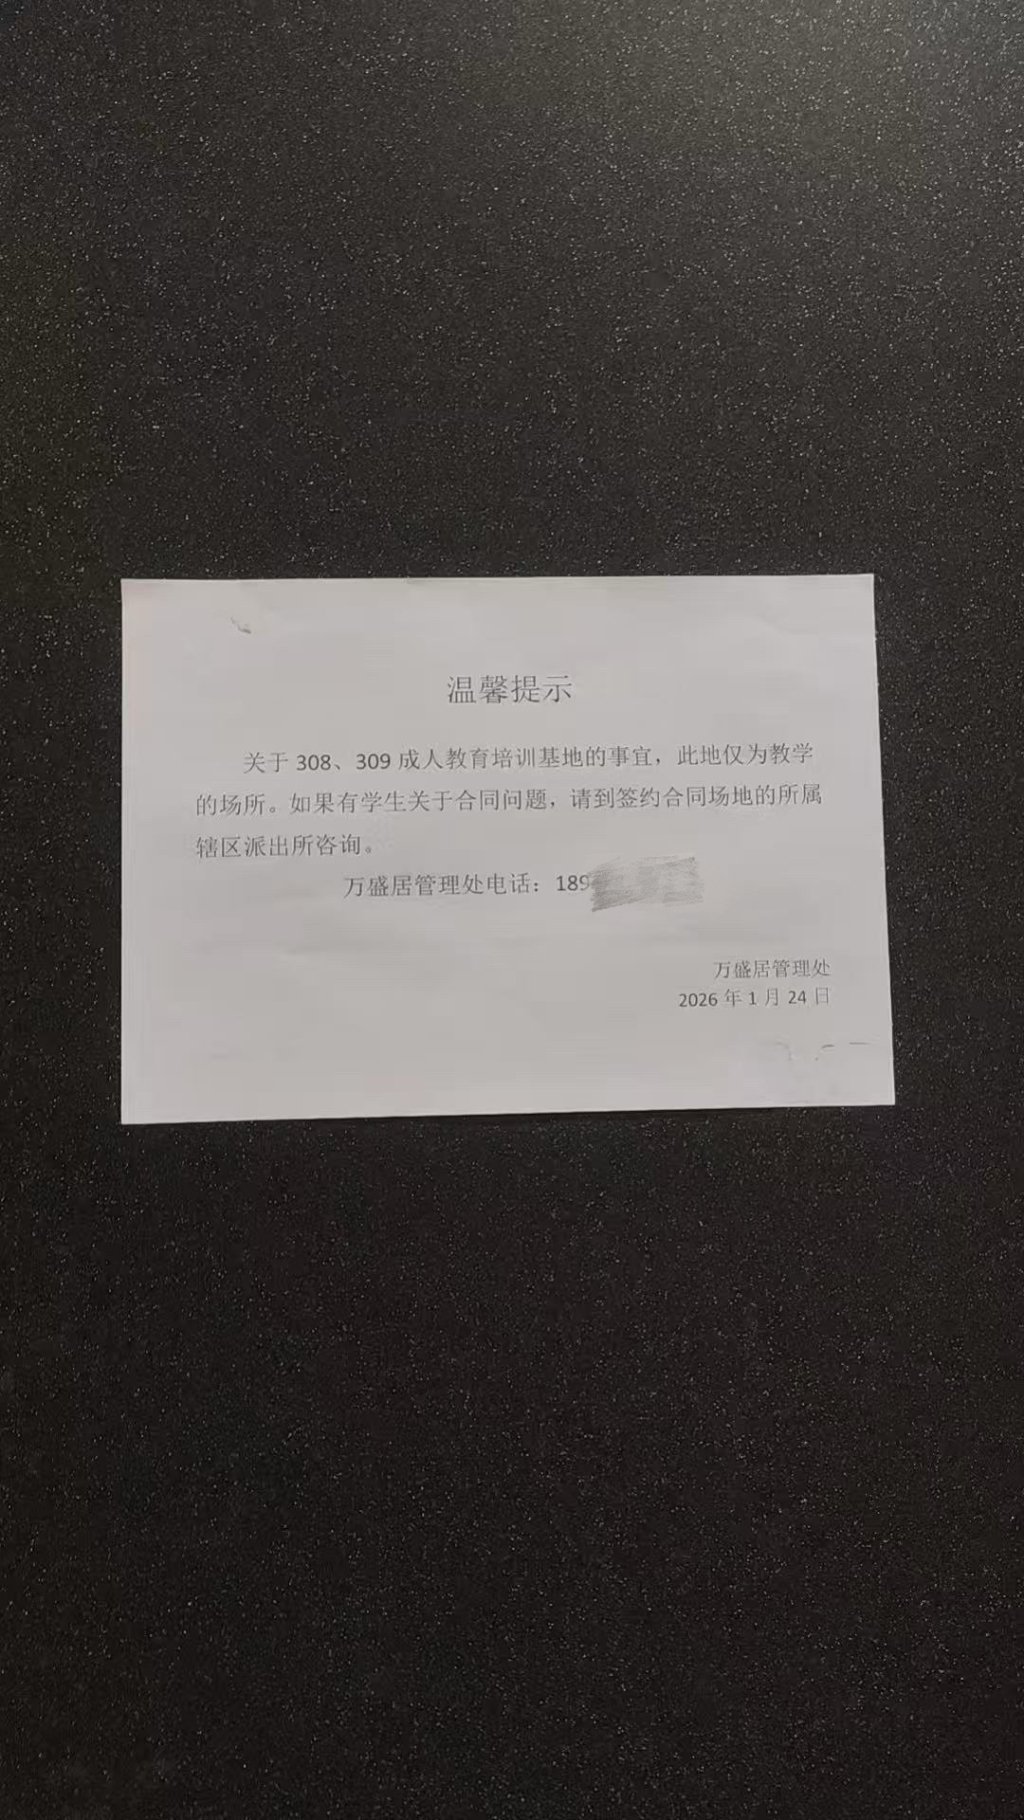 温馨提示
关于 308、309 成人教育培训基地的事宜，此地仅为教学
的场所。如果有学生关于合同问题，请到签约合同场地的所属
辖区派出所咨询。
万盛居管理处电话：189
万盛居管理处
2026 年 1 月 24 日